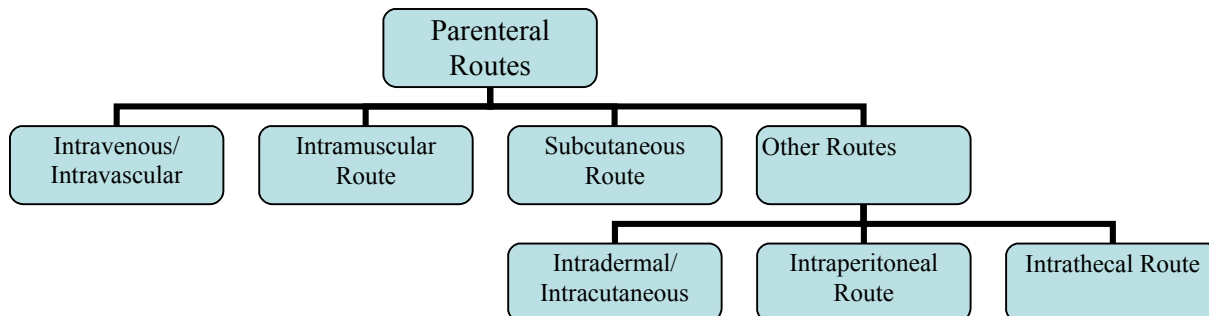 Parenteral
Routes
Intravenous/
Intravascular
Intramuscular
Route
Subcutaneous
Route
Other Routes
Intradermal/
Intracutaneous
Intraperitoneal
Route
Intrathecal Route